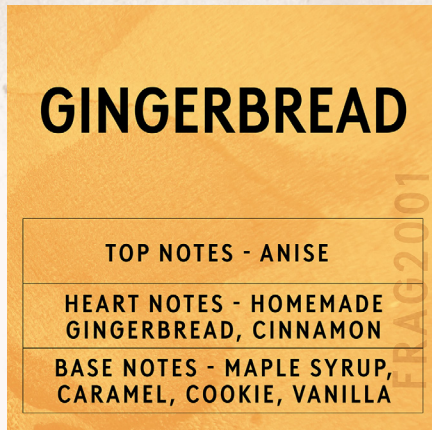 GINGERBREAD
TOP NOTES - ANISE
HEART NOTES - HOMEMADE
GINGERBREAD, CINNAMON
BASE NOTES - MAPLE SYRUP,
CARAMEL, COOKIE, VANILLA
FRAG2001